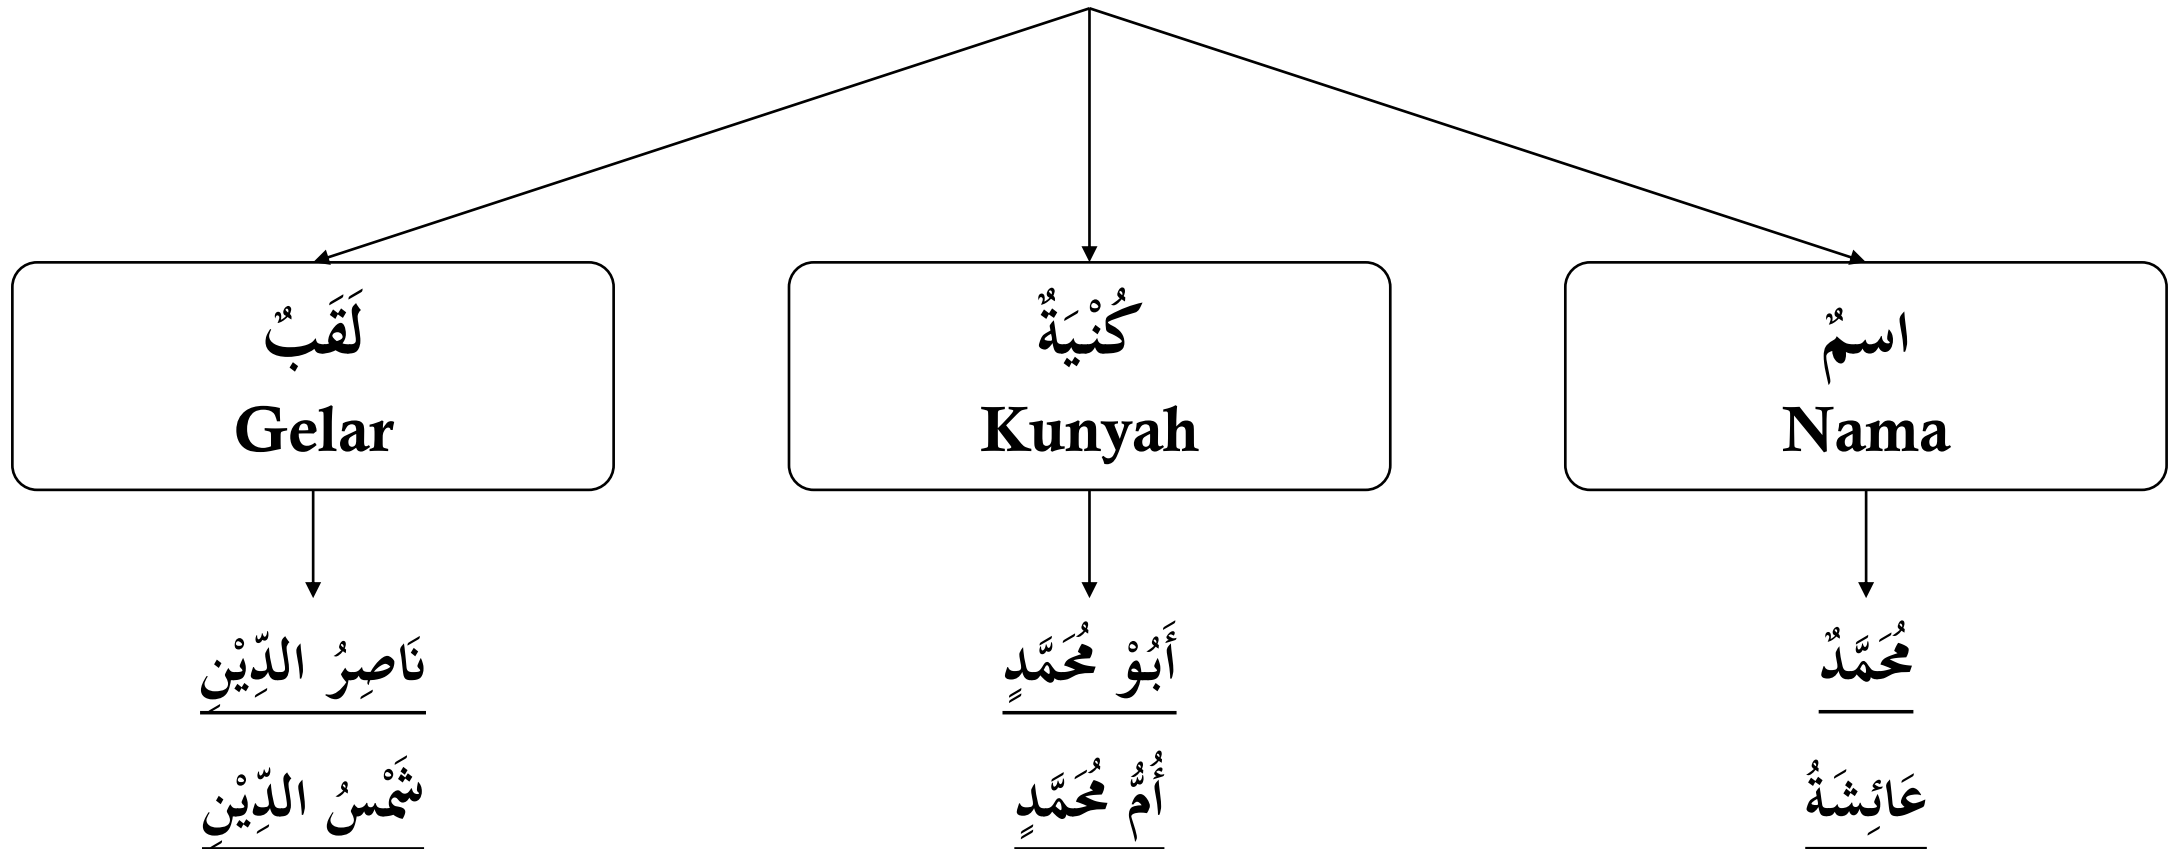 اسمٌ
Nama
مُحَمَّدٌ
عَائِشَةُ
كُنْيَةٌ
Kunyah
أَبُوْ مُحَمَّدٍ
أُمُّ مُحَمَّدٍ
لَقَبٌ
Gelar
نَاصِرُ الدِّيْنِ
شَمْسُ الدِّيْنِ